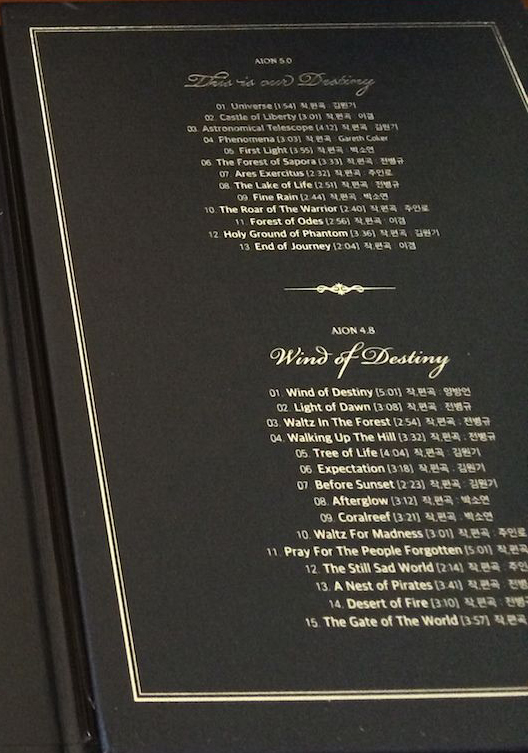 AION 5.0
This is our Destiny
01. Universe [1:54] 작,편곡 : 김원기
02. Castle of Liberty [3:01] 작,편곡 : 이겸
03. Astronomical Telescope [4:12] 작,편곡 : 김원기
04. Phenomena [3:03] 작,편곡 : Gareth Coker
05. First Light [3:55] 작,편곡 : 박소연
06. The Forest of Sapora [3:33] 작,편곡 : 전병규
07. Ares Exercitus [2:32] 작,편곡 : 주인로
08. The Lake of Life [2:51] 작,편곡 : 전병규
09. Fine Rain [2:44] 작,편곡 : 박소연
10. The Roar of The Warrior [2:40] 작,편곡 : 주인로
11. Forest of Odes [2:56] 작,편곡 : 이겸
12. Holy Ground of Phantom [3:36] 작,편곡 : 김원기
13. End of Journey [2:04] 작,편곡 : 이겸
AION 4.8
Wind of Destiny
01. Wind of Destiny [5:01] 작,편곡 : 양방언
02. Light of Dawn [3:08] 작,편곡 : 전병규
03. Waltz In The Forest [2:54] 작,편곡 : 전병규
04. Walking Up The Hill [3:32] 작,편곡 : 전병규
05. Tree of Life [4:04] 작,편곡 : 김원기
06. Expectation [3:18] 작,편곡 : 김원기
07. Before Sunset [2:23] 작,편곡 : 김원기
08. Afterglow [3:12] 작,편곡 : 박소연
09. Coralreef [3:21] 작,편곡 : 박소연
10. Waltz For Madness [3:01] 작,편곡
11. Pray For The People Forgotten [5:01] 작,편곡
12. The Still Sad World [2:14] 작,편곡 : 주인
13. A Nest of Pirates [3:41] 작,편곡 : 전병
14. Desert of Fire [3:10] 작,편곡 : 전병
15. The Gate of The World [3:57] 작,편곡